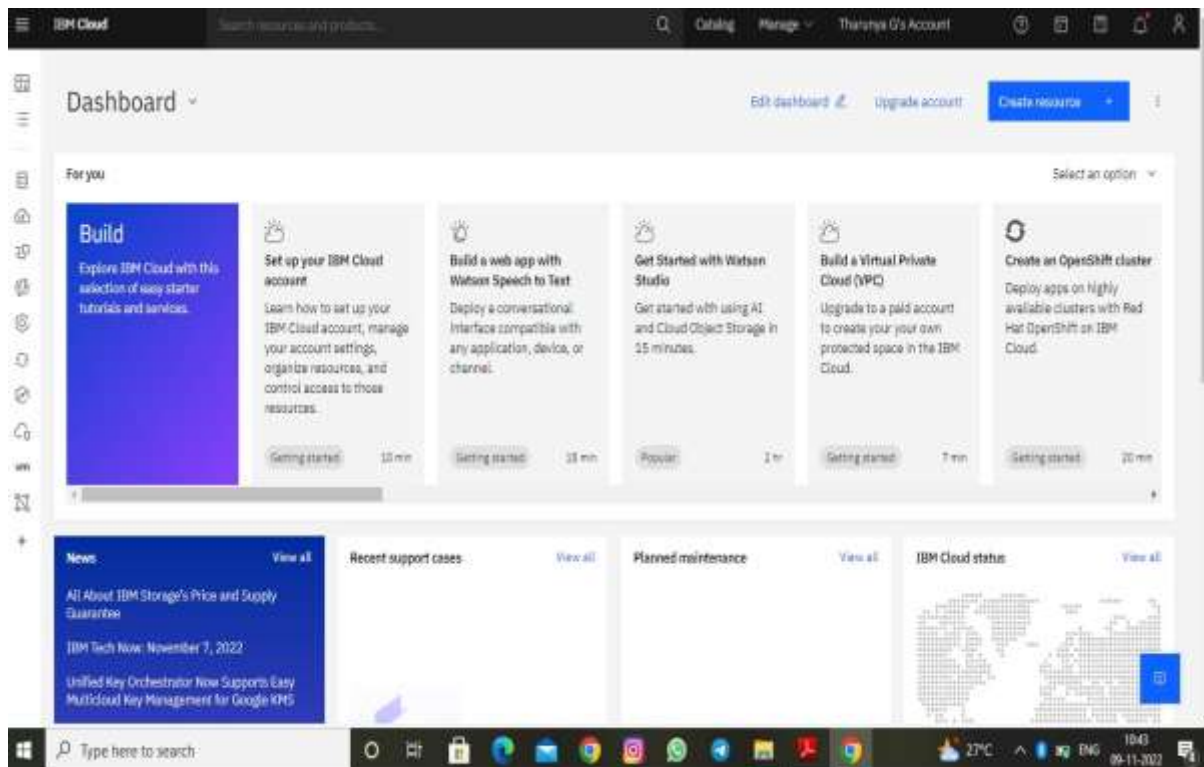 IBM Cloud
Search resources and products...
Catalog
Manage
Tharunya G's Account
Dashboard
Edit dashboard
Upgrade account
Create resource +
For you
Select an option
Build
Explore IBM Cloud with this
selection of easy starter
tutorials and services.
Set up your IBM Cloud
account
Learn how to set up your
IBM Cloud account, manage
your account settings,
organize resources, and
control access to those
resources.
Getting started
10 min
Build a web app with
Watson Speech to Text
Deploy a conversational
interface compatible with
any application, device, or
channel.
Getting started
Get Started with Watson
Studio
Get started with using AI
and Cloud Object Storage in
15 minutes.
Popular
Build a Virtual Private
Cloud (VPC)
Upgrade to a paid account
to create your your own
protected space in the IBM
Cloud.
Getting started
7 min
Create an OpenShift cluster
Deploy apps on highly
available clusters with Red
Hat OpenShift on IBM
Cloud.
Getting started
20 min
News
View all
All About IBM Storage's Price and Supply
Guarantee
IBM Tech Now: November 7, 2022
Unified Key Orchestrator Now Supports Easy
Multicloud Key Management for Google KMS
Recent support cases
View all
Planned maintenance
View all
IBM Cloud status
View all
Type here to search
27°C
ENG
10:43
09-11-2022